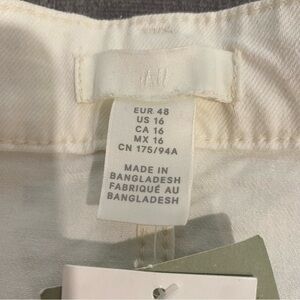 H&M
EUR 48
US 16
CA 16
MX 16
CN 175/94A
MADE IN
BANGLADESH
FABRIQUÉ AU
BANGLADESH